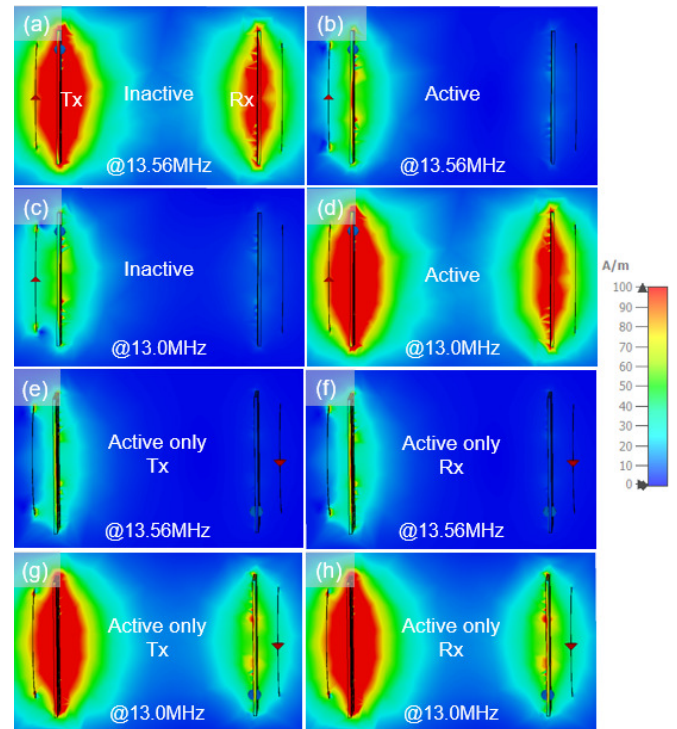 (a)
Tx
Inactive
Rx
@13.56MHz
(b)
Active
@13.56MHz
(c)
Inactive
@13.0MHz
(d)
Active
@13.0MHz
A/m
100
90
80
70
60
50
40
30
20
10
0
(e)
Active only
Tx
@13.56MHz
(f)
Active only
Rx
@13.56MHz
(g)
Active only
Tx
@13.0MHz
(h)
Active only
Rx
@13.0MHz